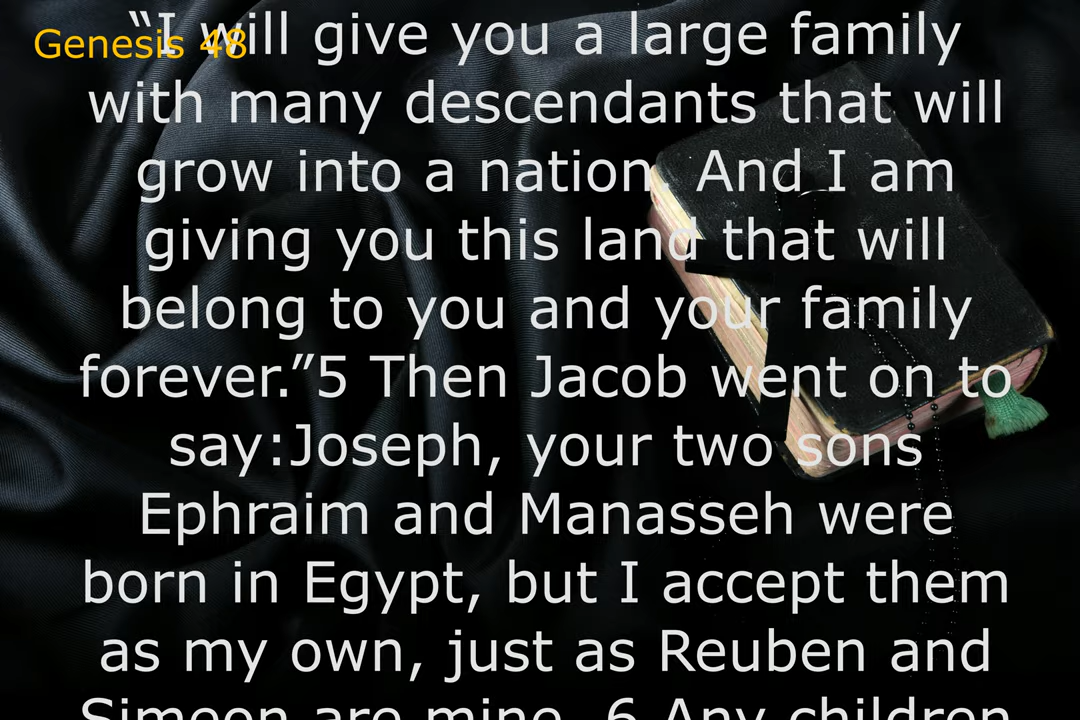 Genesis 48
“I will give you a large family
with many descendants that will
grow into a nation. And I am
giving you this land that will
belong to you and your family
forever.”5 Then Jacob went on to
say:Joseph, your two sons
Ephraim and Manasseh were
born in Egypt, but I accept them
as my own, just as Reuben and
Simeon are mine. 6 Any children